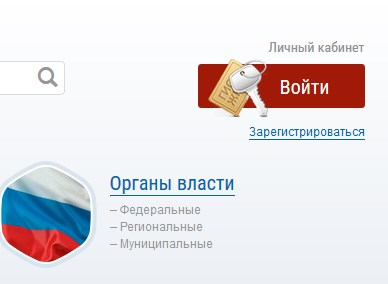 Личный кабинет
Войти
Зарегистрироваться
Органы власти
– Федеральные
– Региональные
– Муниципальные